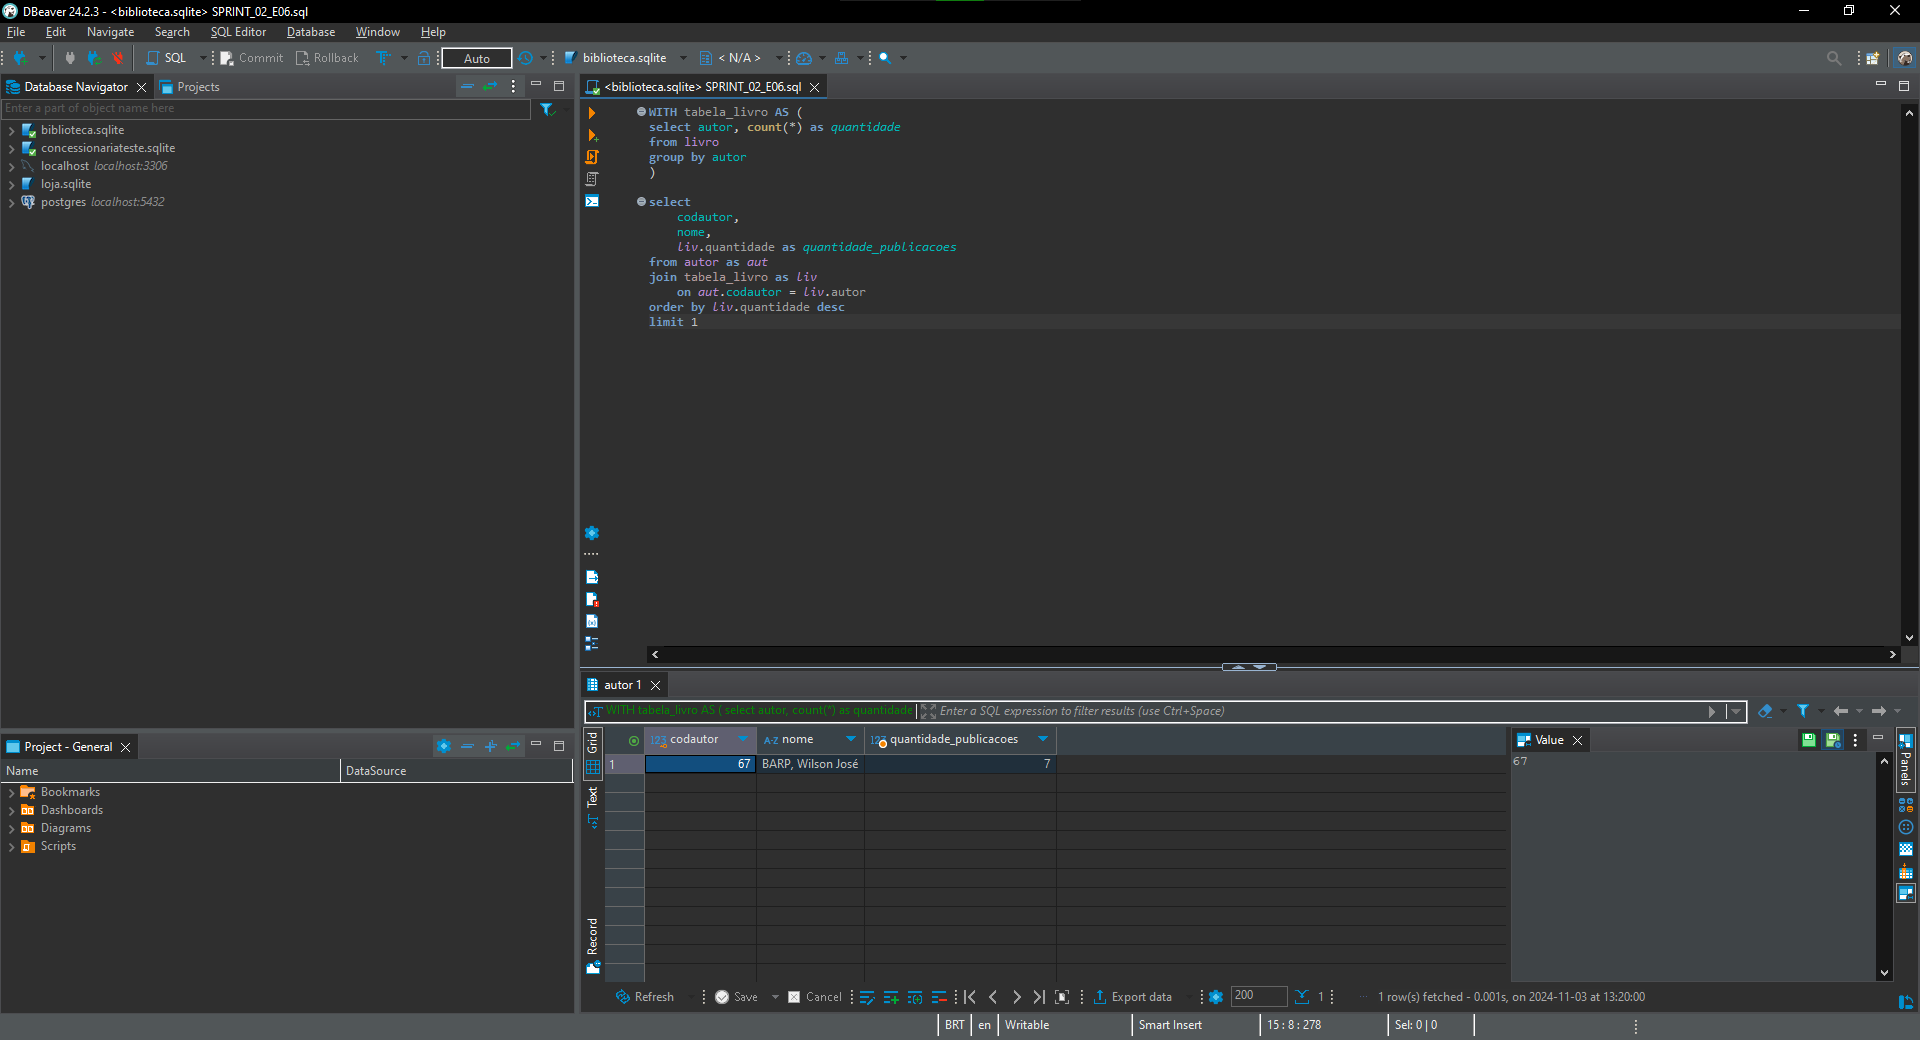 DBeaver 24.2.3 - <biblioteca.sqlite> SPRINT_02_E06.sql
File Edit Navigate Search SQL Editor Database Window Help
SQL Commit Rollback Auto biblioteca.sqlite < N/A >
Database Navigator Projects
Enter a part of object name here
biblioteca.sqlite
concessionariateste.sqlite
localhost localhost:3306
loja.sqlite
postgres localhost:5432
Project - General
Name DataSource
Bookmarks
Dashboards
Diagrams
Scripts
<biblioteca.sqlite> SPRINT_02_E06.sql
WITH tabela_livro AS (
select autor, count(*) as quantidade
from livro
group by autor
)
select
codautor,
nome,
liv.quantidade as quantidade_publicacoes
from autor as aut
join tabela_livro as liv
on aut.codautor = liv.autor
order by liv.quantidade desc
limit 1
autor 1
WITH tabela_livro AS ( select autor, count(*) as quantidade Enter a SQL expression to filter results (use Ctrl+Space)
Grid
Text
Record
123 codautor A-Z nome 123 quantidade_publicacoes
1 67 BARP, Wilson José 7
Value
67
Panels
Refresh Save Cancel Export data 200 1 1 row(s) fetched - 0.001s, on 2024-11-03 at 13:20:00
BRT en Writable Smart Insert 15 : 8 : 278 Sel: 0 | 0